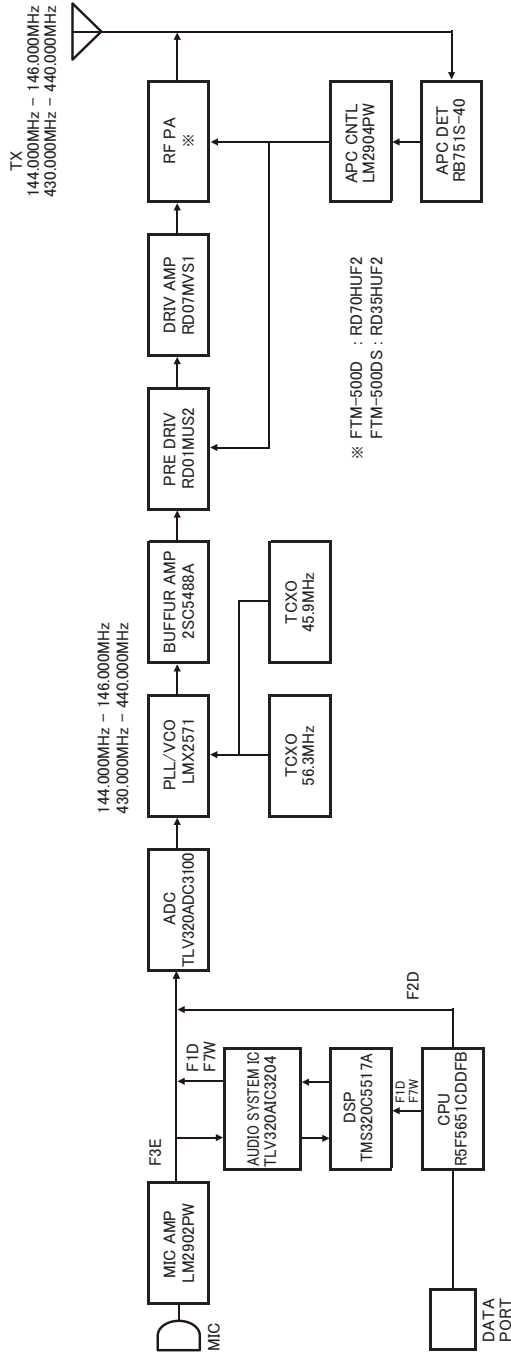 MIC
MIC AMP
LM2902PW
F3E
F1D
F7W
AUDIO SYSTEM IC
TLV320AIC3204
DSP
TMS320C5517A
F1D
F7W
CPU
R5F5651CDDFB
DATA
PORT
F2D
ADC
TLV320ADC3100
144.000MHz - 146.000MHz
430.000MHz - 440.000MHz
PLL/VCO
LMX2571
TCXO
56.3MHz
TCXO
45.9MHz
BUFFUR AMP
2SC5488A
PRE DRIV
RD01MUS2
DRIV AMP
RD07MVS1
RF PA
※
TX
144.000MHz - 146.000MHz
430.000MHz - 440.000MHz
APC CNTL
LM2904PW
APC DET
RB751S-40
※ FTM-500D : RD70HUF2
FTM-500DS : RD35HUF2